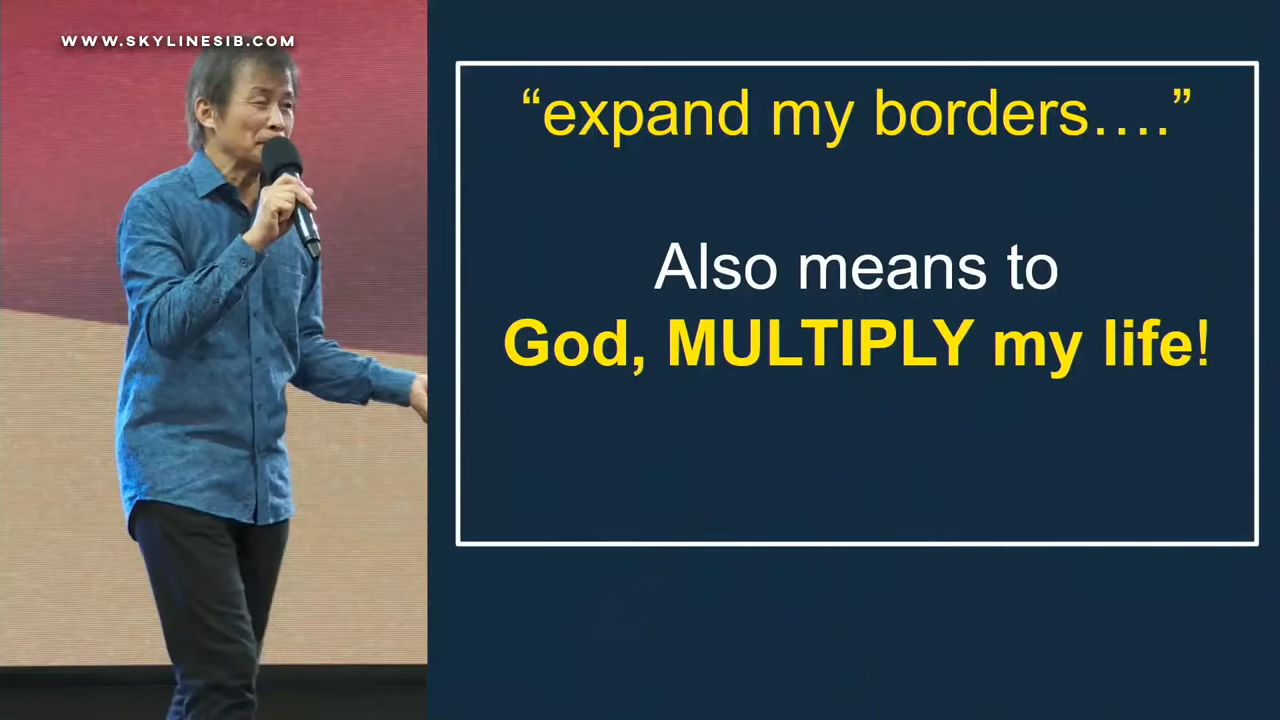 WWW.SKYLINESIB.COM
“expand my borders….”
Also means to
God, MULTIPLY my life!